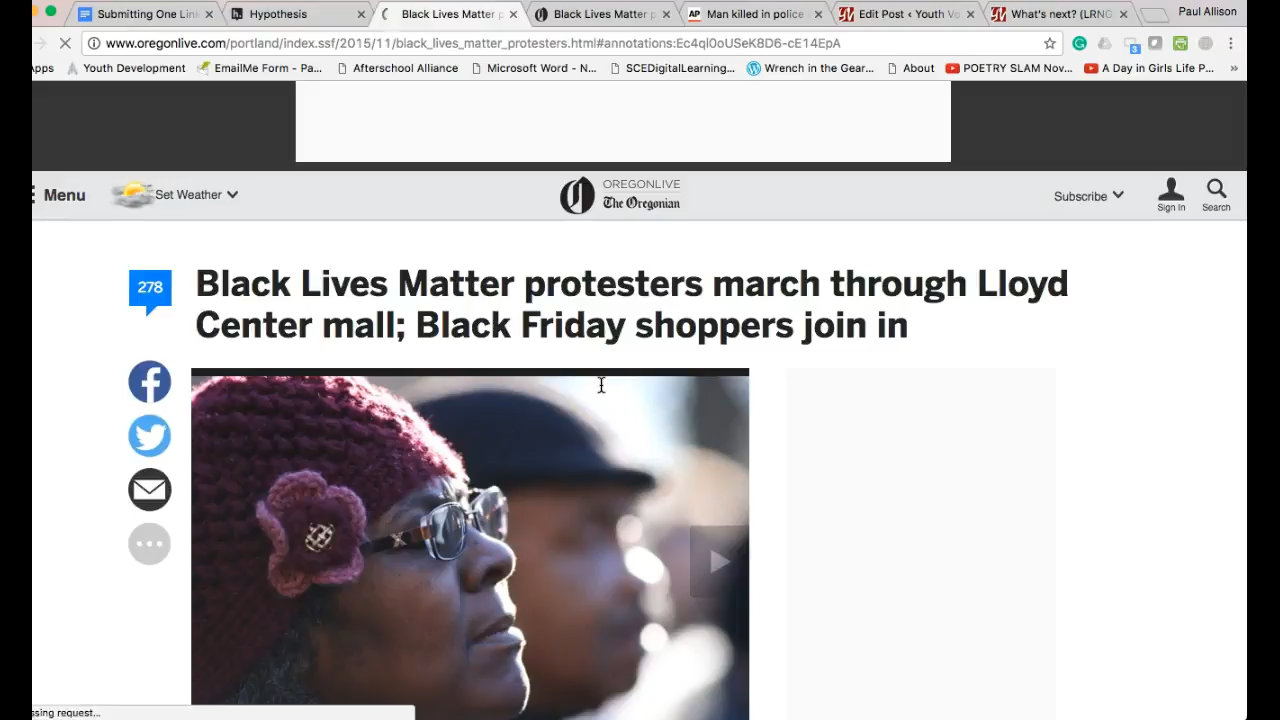 Submitting One Link
Hypothesis
Black Lives Matter p
Black Lives Matter p
Man killed in police
Edit Post ‹ Youth Vo
What's next? (LRNG
Paul Allison
www.oregonlive.com/portland/index.ssf/2015/11/black_lives_matter_protesters.html#annotations:Ec4ql0oUSeK8D6-cE14EpA
3
Apps
Youth Development
EmailMe Form - Pa...
Afterschool Alliance
Microsoft Word - N...
SCEDigitalLearning...
Wrench in the Gear...
About
POETRY SLAM Nov...
A Day in Girls Life P...
»
Menu
Set Weather
OREGONLIVE
The Oregonian
Subscribe
Sign In
Search
278
Black Lives Matter protesters march through Lloyd
Center mall; Black Friday shoppers join in
ssing request...